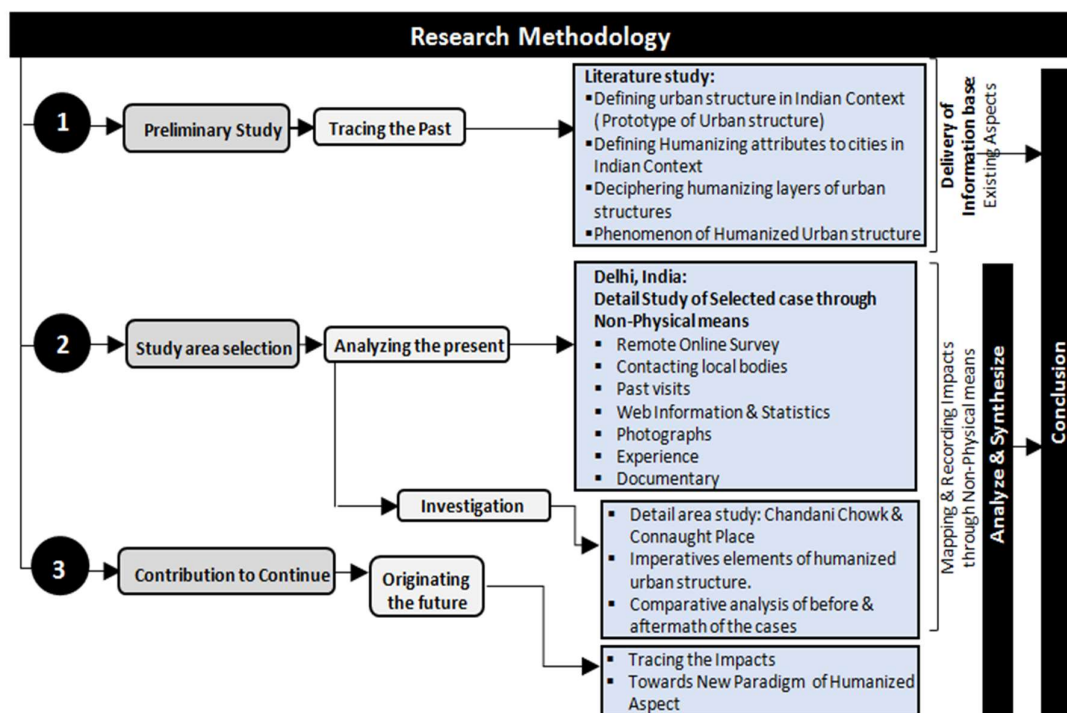 Research Methodology
1
Preliminary Study
Tracing the Past
Literature study:
▪Defining urban structure in Indian Context
( Prototype of Urban structure)
▪Defining Humanizing attributes to cities in
Indian Context
▪Deciphering humanizing layers of urban
structures
▪Phenomenon of Humanized Urban structure
Delivery of
Information base:
Existing Aspects
2
Study area selection
Analyzing the present
Delhi, India:
Detail Study of Selected case through
Non-Physical means
▪ Remote Online Survey
▪ Contacting local bodies
▪ Past visits
▪ Web Information & Statistics
▪ Photographs
▪ Experience
▪ Documentary
Investigation
▪ Detail area study: Chandani Chowk &
Connaught Place
▪ Imperatives elements of humanized
urban structure.
▪ Comparative analysis of before &
aftermath of the cases
Mapping & Recording Impacts
through Non-Physical means
Analyze & Synthesize
Conclusion
3
Contribution to Continue
Originating
the future
▪ Tracing the Impacts
▪ Towards New Paradigm of Humanized
Aspect